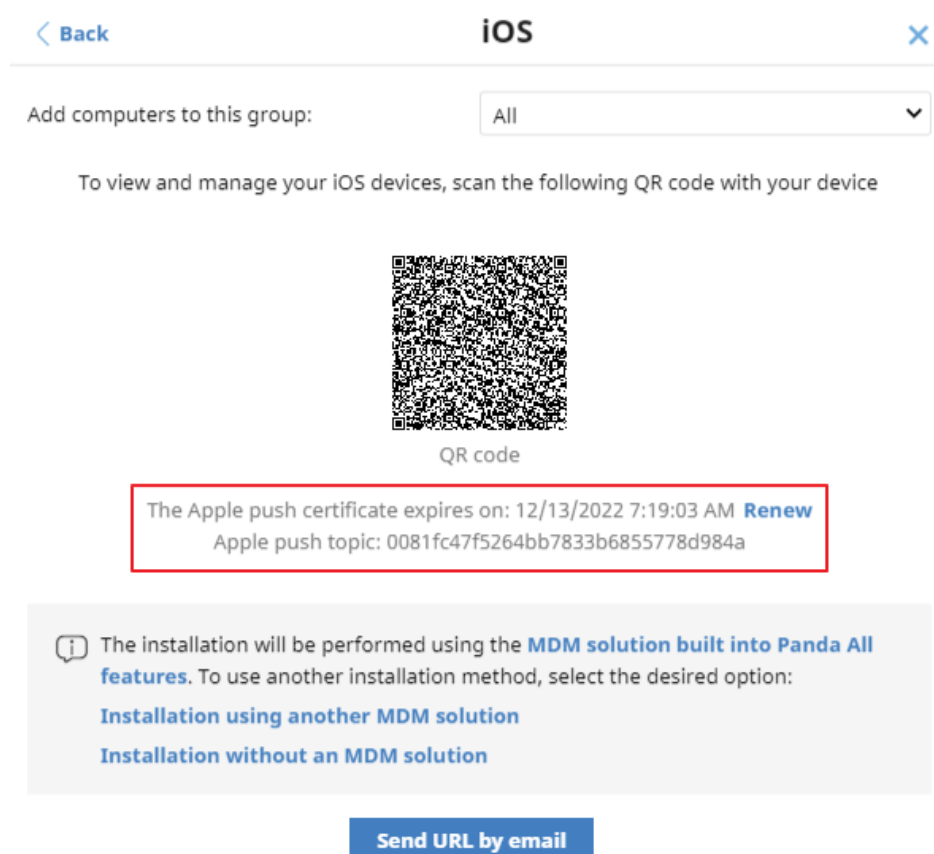 Back
iOS
Add computers to this group:
All
To view and manage your iOS devices, scan the following QR code with your device
QR code
The Apple push certificate expires on: 12/13/2022 7:19:03 AM Renew
Apple push topic: 0081fc47f5264bb7833b6855778d984a
The installation will be performed using the MDM solution built into Panda All
features. To use another installation method, select the desired option:
Installation using another MDM solution
Installation without an MDM solution
Send URL by email